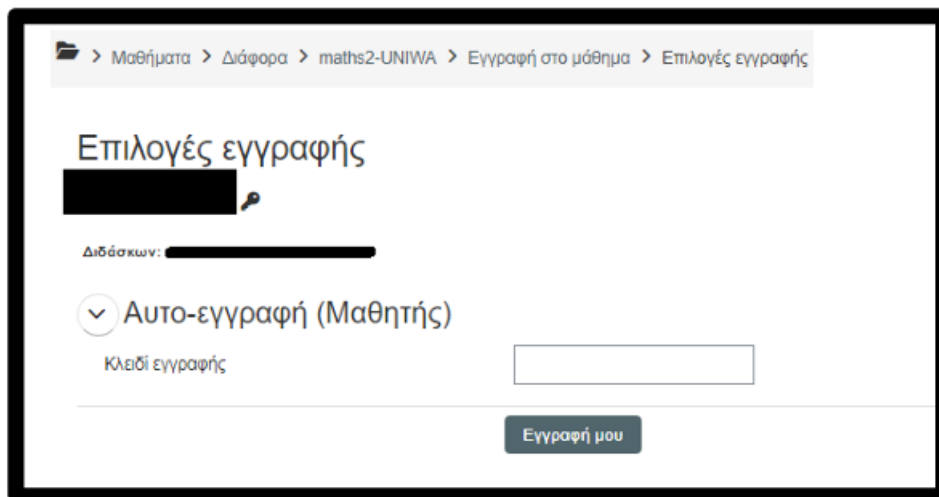 > Μαθήματα > Διάφορα > maths2-UNIWA > Εγγραφή στο μάθημα > Επιλογές εγγραφής
Επιλογές εγγραφής
Διδάσκων:
Αυτο-εγγραφή (Μαθητής)
Κλειδί εγγραφής
Εγγραφή μου